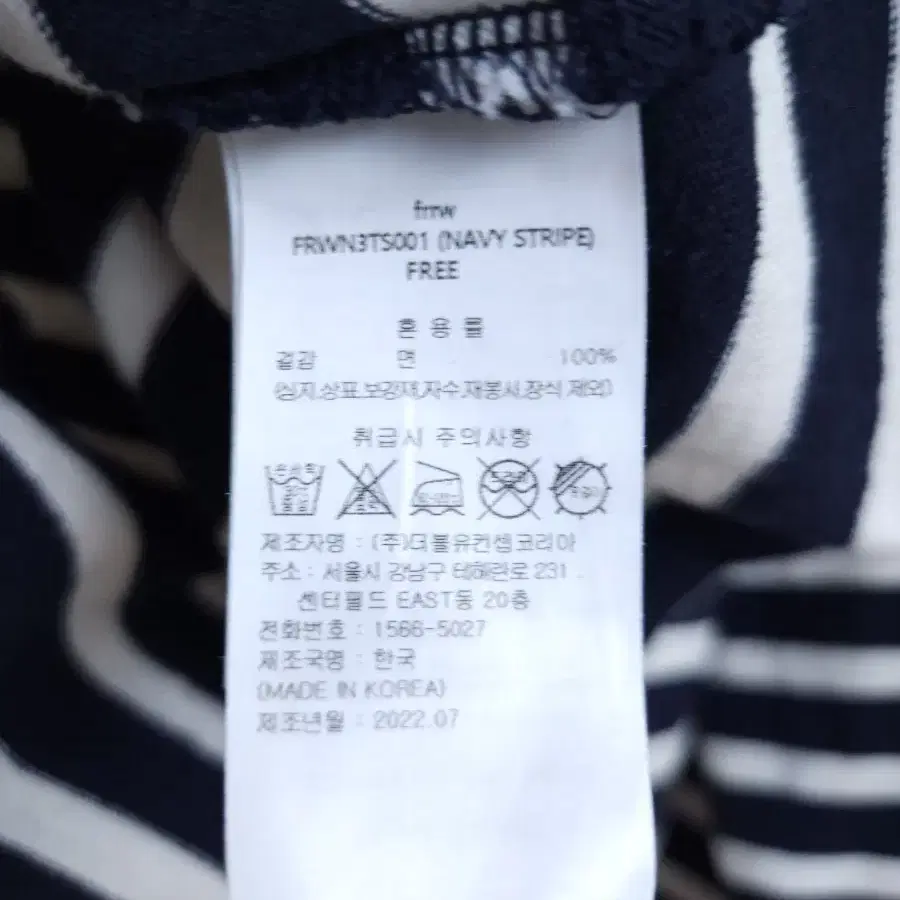 frrw
FRWN3TS001 (NAVY STRIPE)
FREE
혼 용 률
겉감 면 100%
(심지,상표,보강재,자수,재봉사,장식 제외)
취급시 주의사항
제조자명 : (주)더블유컨셉코리아
주소 : 서울시 강남구 테헤란로 231
센터필드 EAST동 20층
전화번호 : 1566-5027
제조국명 : 한국
(MADE IN KOREA)
제조년월 : 2022.07